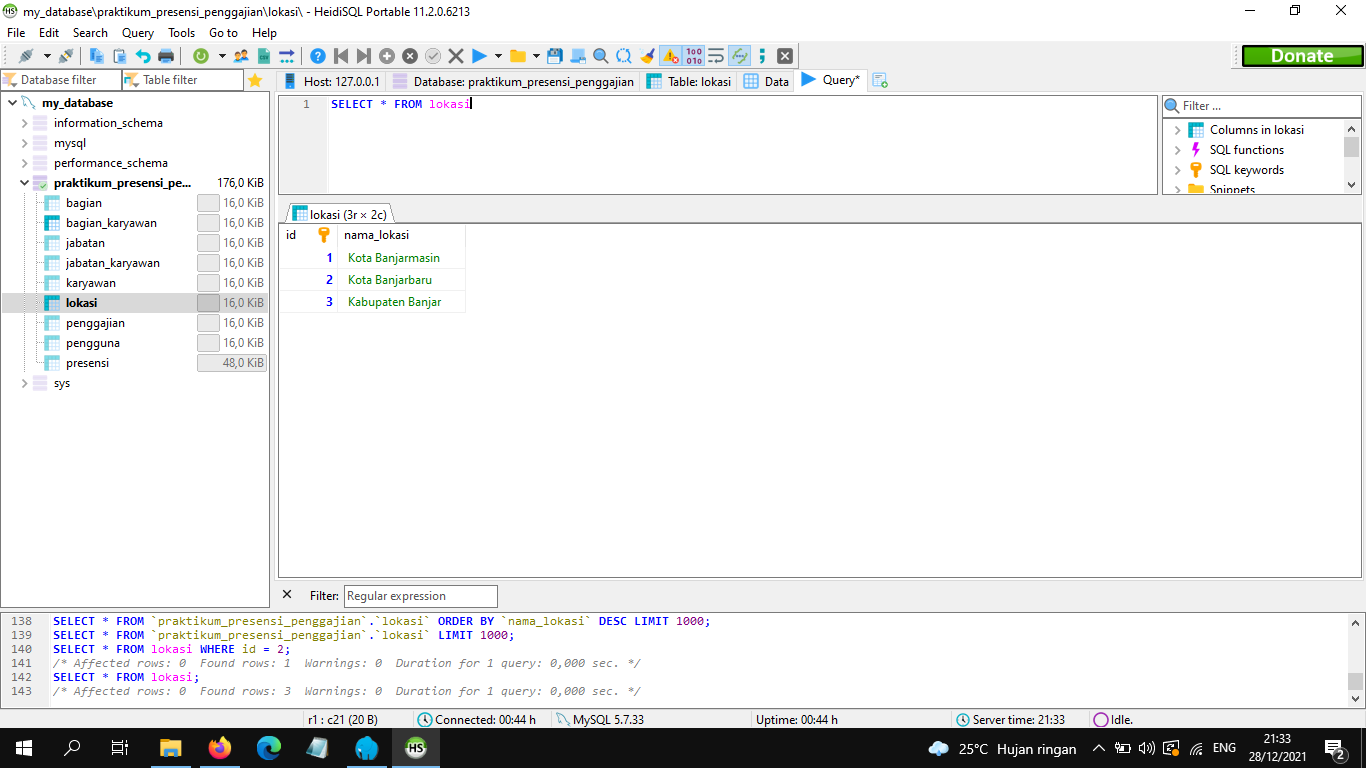 my_database\praktikum_presensi_penggajian\lokasi\ - HeidiSQL Portable 11.2.0.6213
File Edit Search Query Tools Go to Help
Donate
Database filter Table filter
Host: 127.0.0.1 Database: praktikum_presensi_penggajian Table: lokasi Data Query*
my_database
information_schema
mysql
performance_schema
praktikum_presensi_pe... 176,0 KiB
bagian 16,0 KiB
bagian_karyawan 16,0 KiB
jabatan 16,0 KiB
jabatan_karyawan 16,0 KiB
karyawan 16,0 KiB
lokasi 16,0 KiB
penggajian 16,0 KiB
pengguna 16,0 KiB
presensi 48,0 KiB
sys
1 SELECT * FROM lokasi
Filter ...
Columns in lokasi
SQL functions
SQL keywords
Snippets
lokasi (3r × 2c)
id nama_lokasi
1 Kota Banjarmasin
2 Kota Banjarbaru
3 Kabupaten Banjar
Filter: Regular expression
138 SELECT * FROM `praktikum_presensi_penggajian`.`lokasi` ORDER BY `nama_lokasi` DESC LIMIT 1000;
139 SELECT * FROM `praktikum_presensi_penggajian`.`lokasi` LIMIT 1000;
140 SELECT * FROM lokasi WHERE id = 2;
141 /* Affected rows: 0 Found rows: 1 Warnings: 0 Duration for 1 query: 0,000 sec. */
142 SELECT * FROM lokasi;
143 /* Affected rows: 0 Found rows: 3 Warnings: 0 Duration for 1 query: 0,000 sec. */
r1 : c21 (20 B) Connected: 00:44 h MySQL 5.7.33 Uptime: 00:44 h Server time: 21:33 Idle.
HS 25°C Hujan ringan ENG 21:33
28/12/2021 2